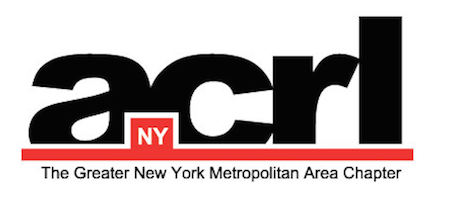 acrl
NY
The Greater New York Metropolitan Area Chapter